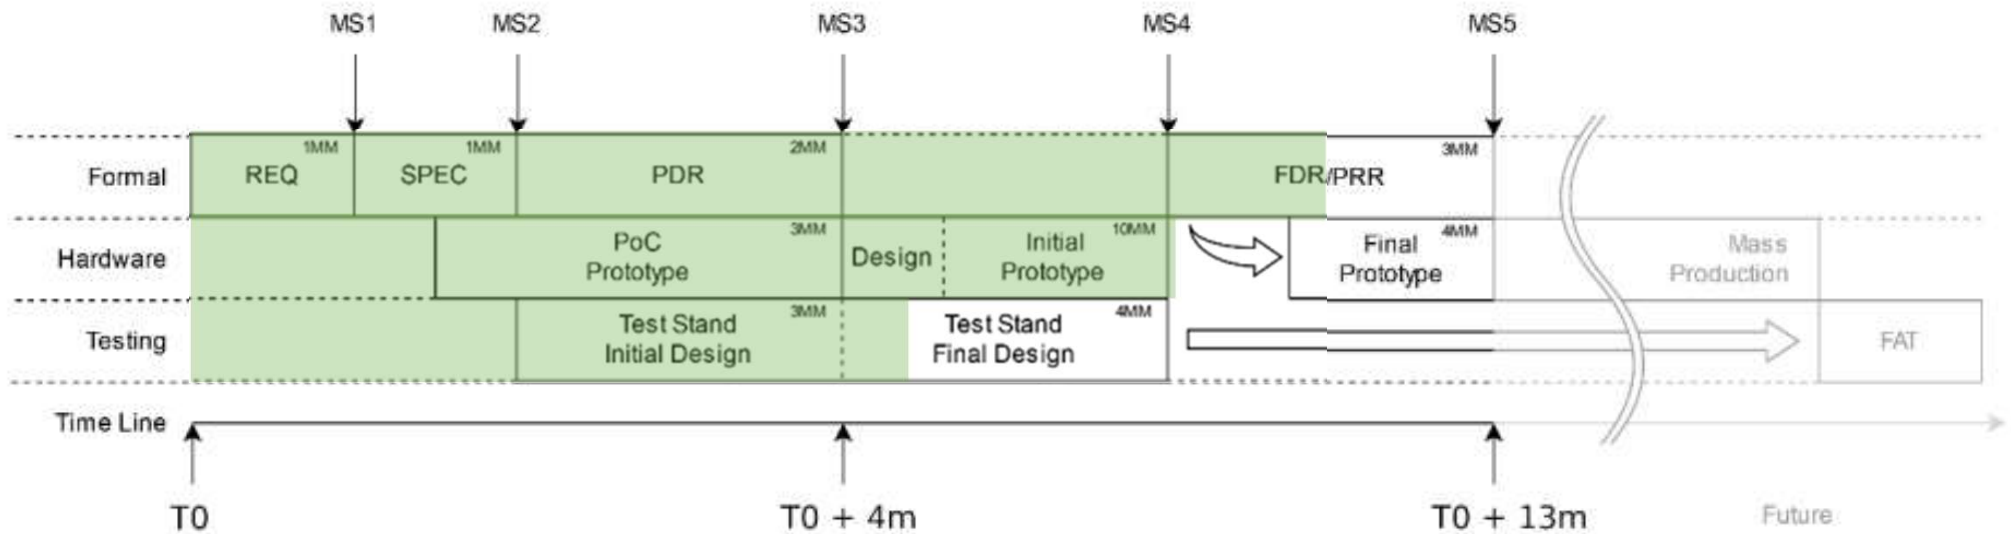 MS1 MS2 MS3 MS4 MS5
1MM 1MM 2MM 3MM
Formal REQ SPEC PDR FDR/PRR
3MM 10MM 4MM
Hardware PoC Design Initial Final Mass
Prototype Prototype Prototype Production
3MM 4MM
Testing Test Stand Test Stand FAT
Initial Design Final Design
Time Line
T0 T0 + 4m T0 + 13m Future